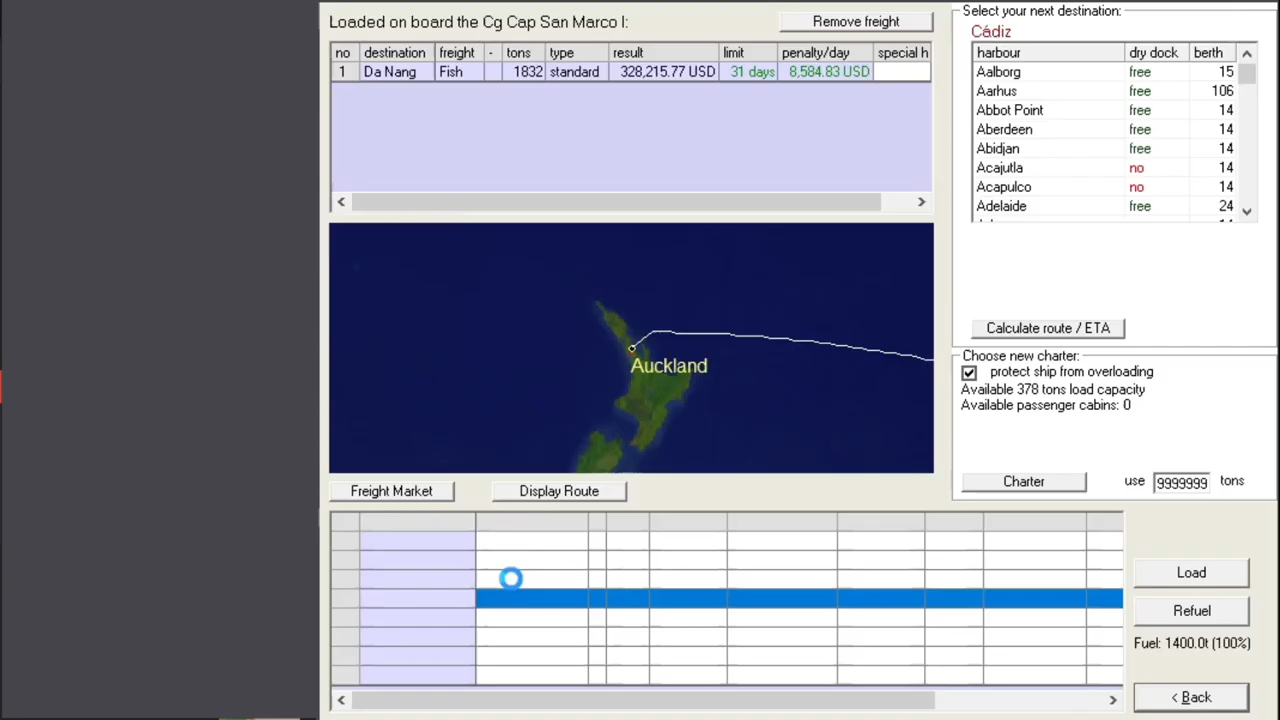 Loaded on board the Cg Cap San Marco I:
Remove freight
no destination freight - tons type result limit penalty/day special h
1 Da Nang Fish 1832 standard 328,215.77 USD 31 days 8,584.83 USD
Auckland
Freight Market
Display Route
Select your next destination:
Cádiz
harbour dry dock berth
Aalborg free 15
Aarhus free 106
Abbot Point free 14
Aberdeen free 14
Abidjan free 14
Acajutla no 14
Acapulco no 14
Adelaide free 24
Calculate route / ETA
Choose new charter:
protect ship from overloading
Available 378 tons load capacity
Available passenger cabins: 0
Charter use 9999999 tons
Load
Refuel
Fuel: 1400.0t (100%)
< Back